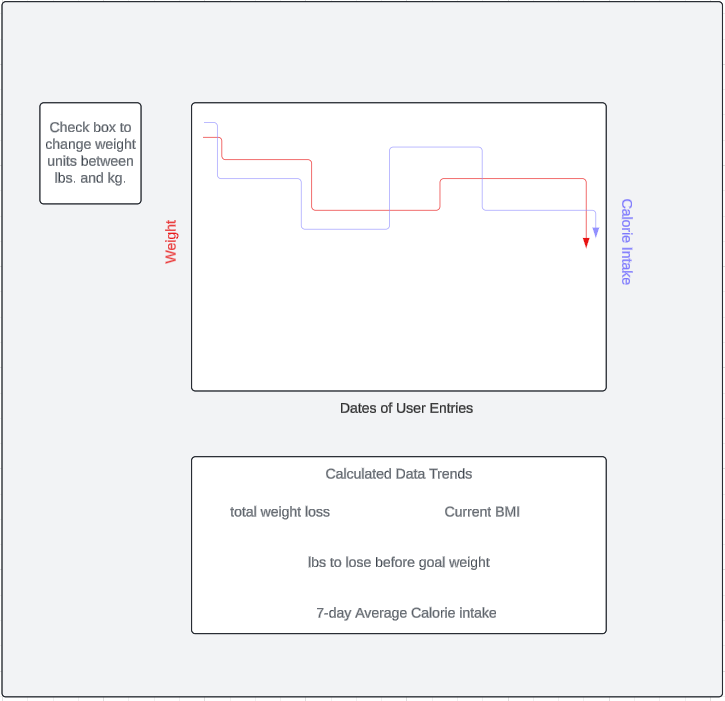 Check box to
change weight
units between
lbs. and kg.
Weight
Calorie Intake
Dates of User Entries
Calculated Data Trends
total weight loss
Current BMI
lbs to lose before goal weight
7-day Average Calorie intake